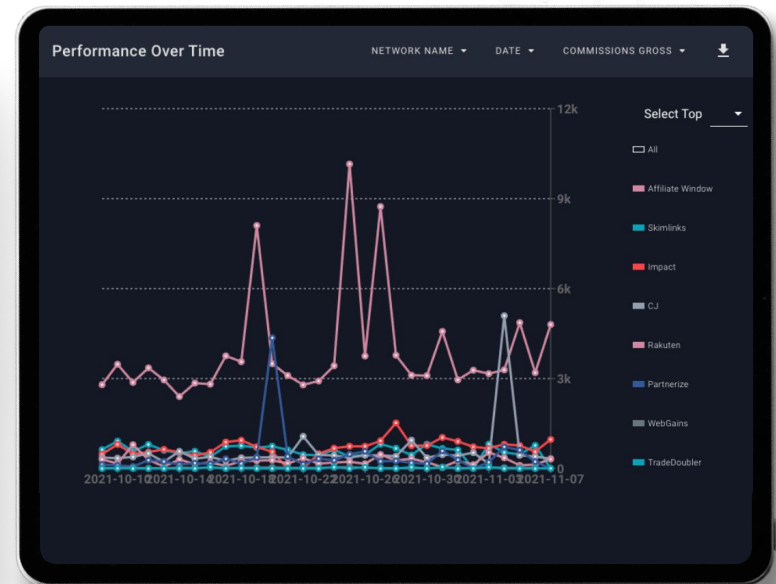 Performance Over Time
NETWORK NAME
DATE
COMMISSIONS GROSS
12k
9k
6k
3k
0
2021-10-10
2021-10-14
2021-10-18
2021-10-22
2021-10-26
2021-10-30
2021-11-03
2021-11-07
Select Top
All
Affiliate Window
Skimlinks
Impact
CJ
Rakuten
Partnerize
WebGains
TradeDoubler